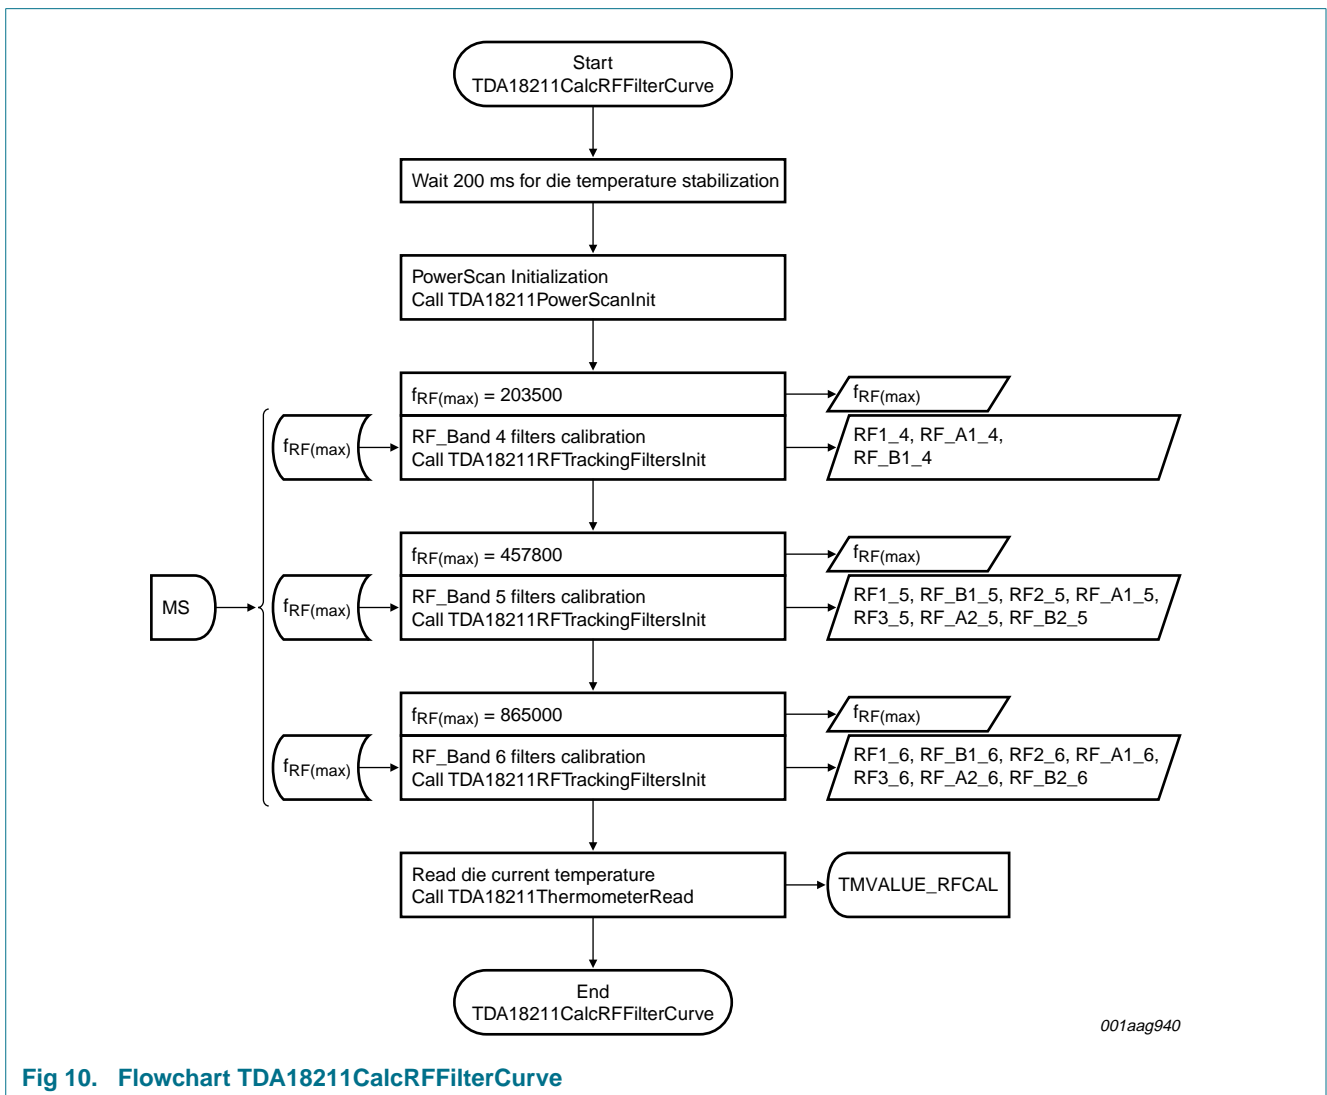 Start
TDA18211CalcRFFilterCurve
Wait 200 ms for die temperature stabilization
PowerScan Initialization
Call TDA18211PowerScanInit
fRF(max) = 203500
fRF(max)
fRF(max)
RF_Band 4 filters calibration
Call TDA18211RFTrackingFiltersInit
RF1_4, RF_A1_4,
RF_B1_4
fRF(max) = 457800
fRF(max)
MS
fRF(max)
RF_Band 5 filters calibration
Call TDA18211RFTrackingFiltersInit
RF1_5, RF_B1_5, RF2_5, RF_A1_5,
RF3_5, RF_A2_5, RF_B2_5
fRF(max) = 865000
fRF(max)
fRF(max)
RF_Band 6 filters calibration
Call TDA18211RFTrackingFiltersInit
RF1_6, RF_B1_6, RF2_6, RF_A1_6,
RF3_6, RF_A2_6, RF_B2_6
Read die current temperature
Call TDA18211ThermometerRead
TMVALUE_RFCAL
End
TDA18211CalcRFFilterCurve
001aag940
Fig 10. Flowchart TDA18211CalcRFFilterCurve